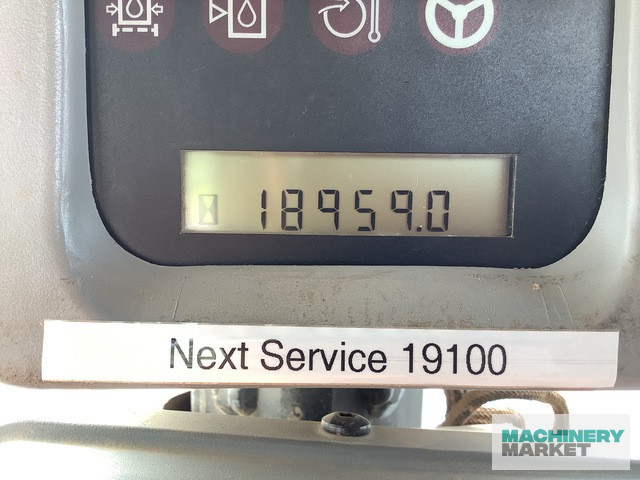 18959.0
Next Service 19100
MACHINERY
MARKET